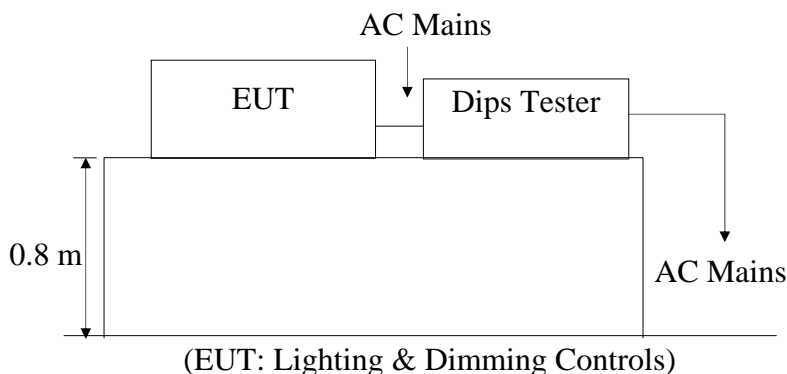 AC Mains
EUT
Dips Tester
0.8 m
AC Mains
(EUT: Lighting & Dimming Controls)